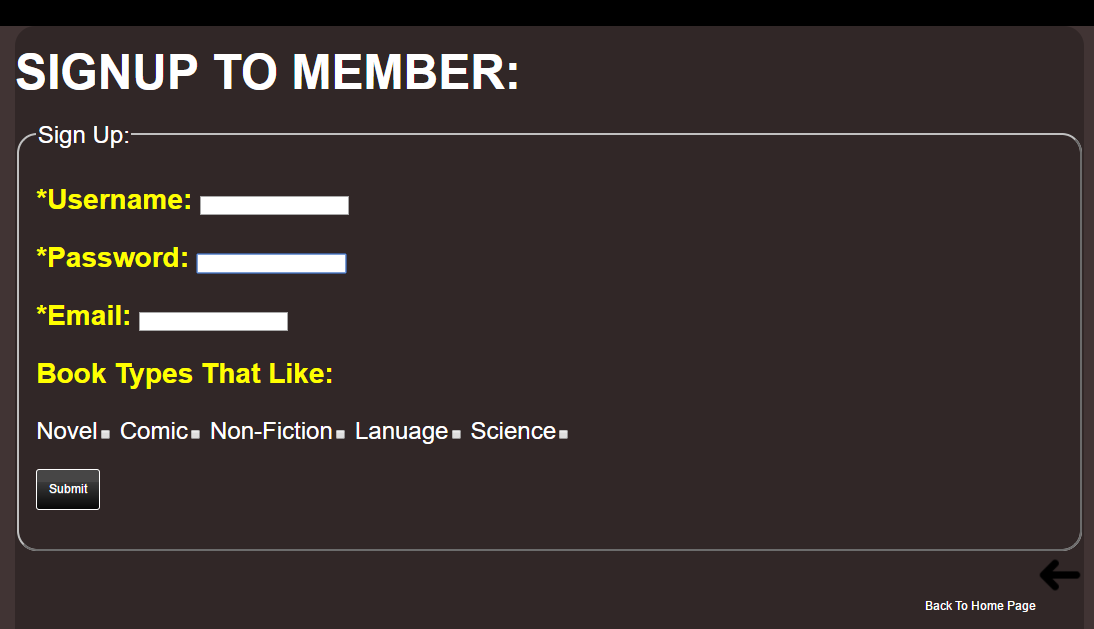 SIGNUP TO MEMBER:
Sign Up:
*Username:
*Password:
*Email:
Book Types That Like:
Novel Comic Non-Fiction Lanuage Science
Submit
Back To Home Page